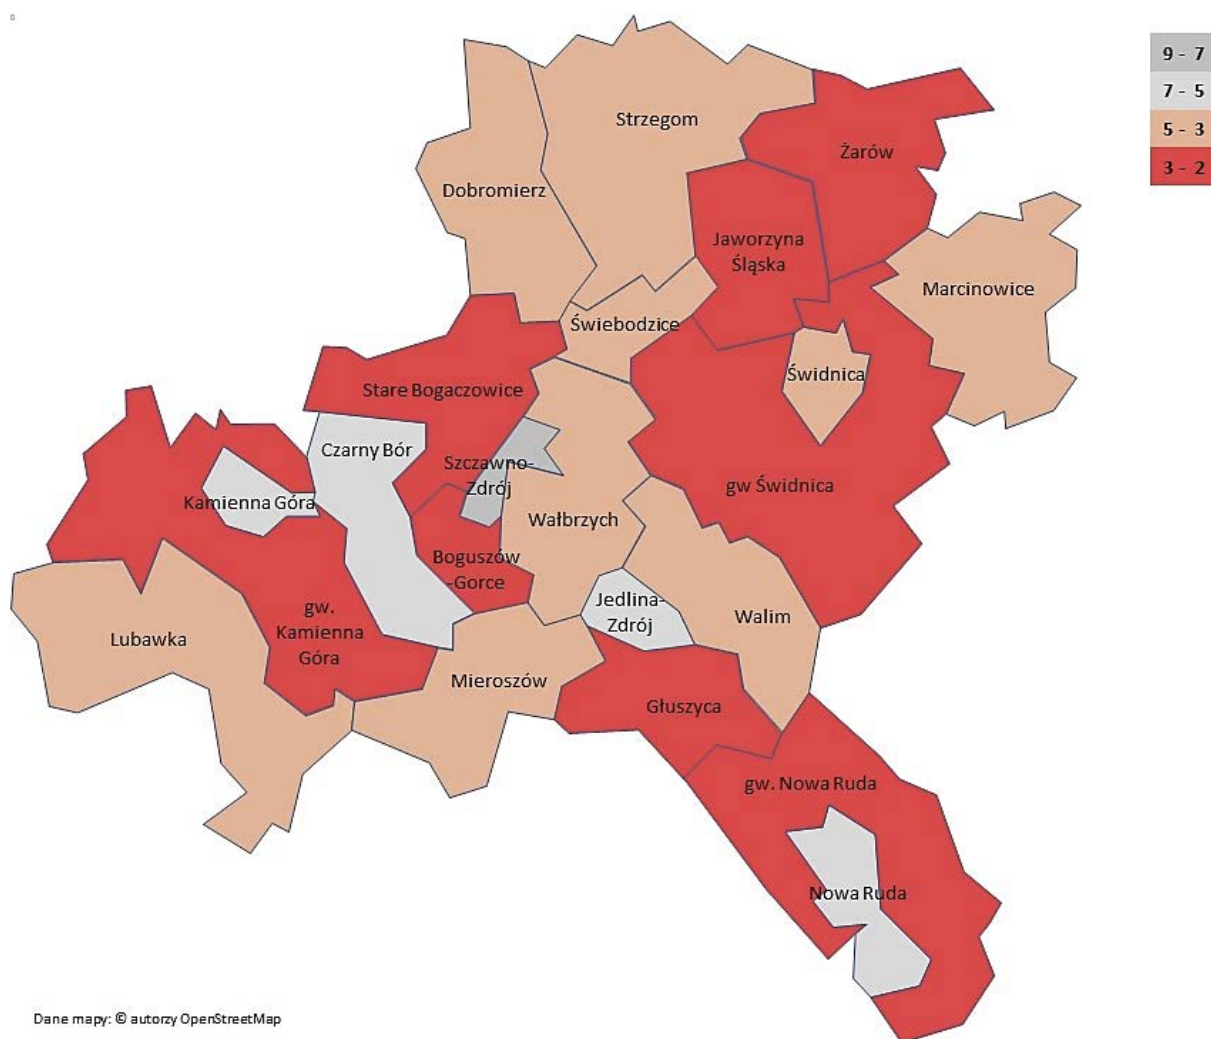 9 - 7
7 - 5
5 - 3
3 - 2
Strzegom
Żarów
Dobromierz
Jaworzyna
Śląska
Marcinowice
Świebodzice
Świdnica
Stare Bogaczowice
Czarny Bór
Szczawno-
Zdrój
gw Świdnica
Kamienna Góra
Wałbrzych
Boguszów
-Gorce
Jedlina-
Zdrój
Walim
gw.
Kamienna
Góra
Lubawka
Mieroszów
Głuszyca
gw. Nowa Ruda
Nowa Ruda
Dane mapy: © autorzy OpenStreetMap